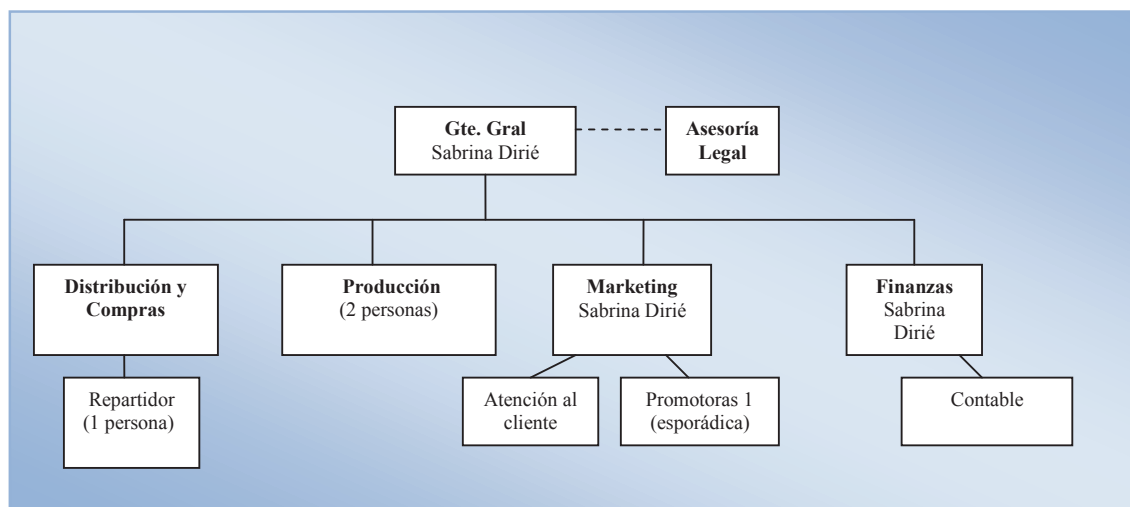 Gte. Gral
Sabrina Dirié
Asesoría
Legal
Distribución y
Compras
Producción
(2 personas)
Marketing
Sabrina Dirié
Finanzas
Sabrina
Dirié
Repartidor
(1 persona)
Atención al
cliente
Promotoras 1
(esporádica)
Contable